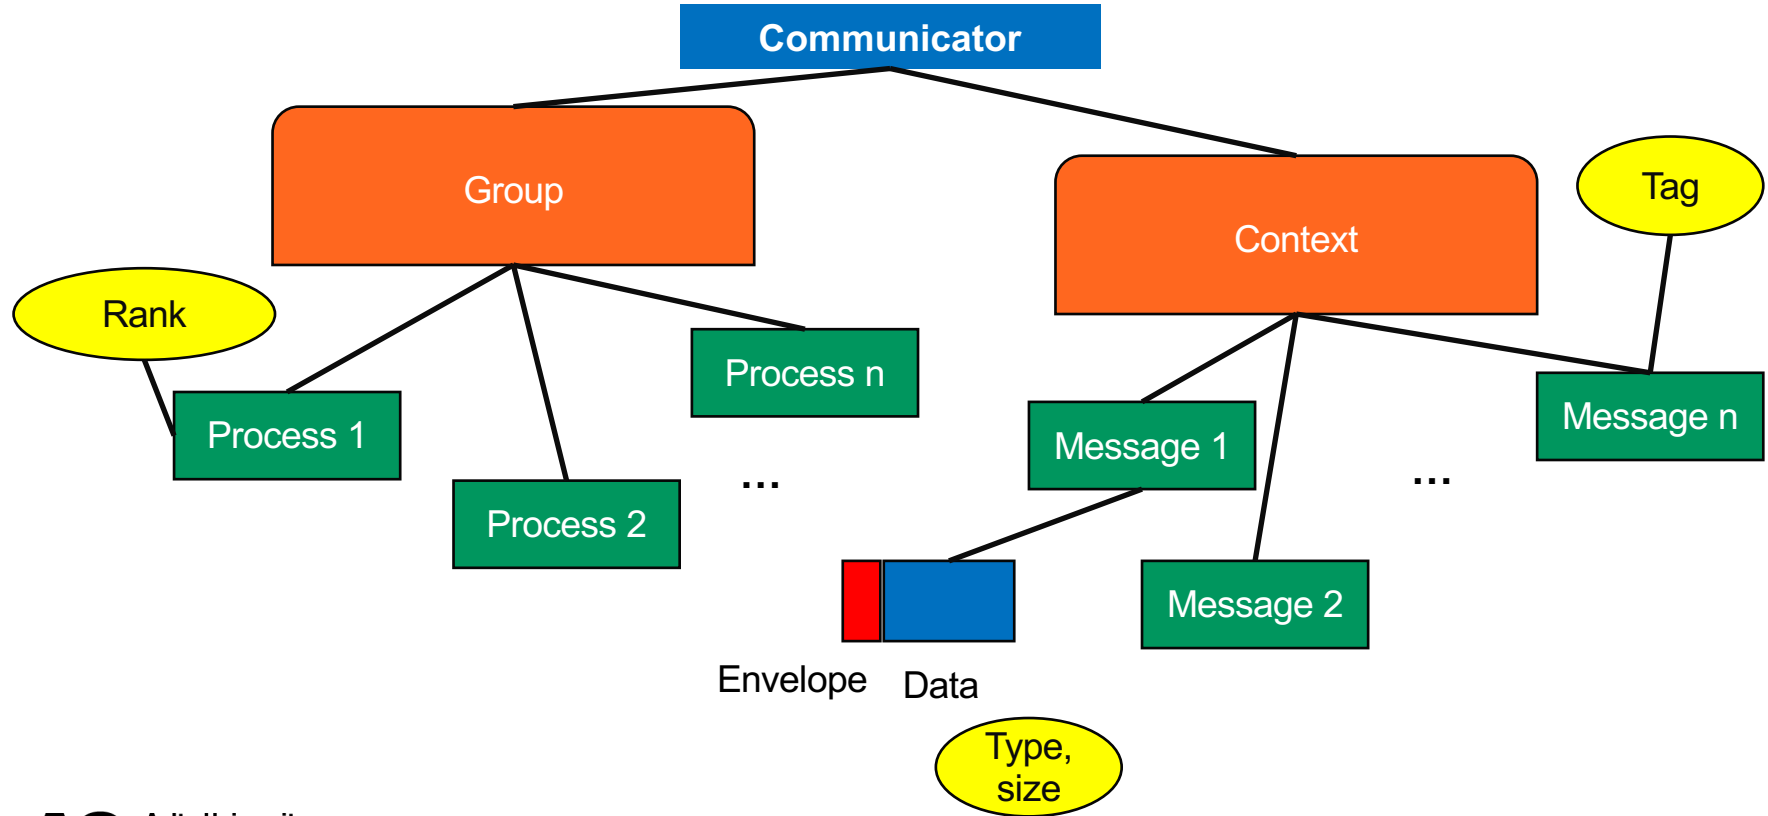 Communicator
Group
Context
Tag
Rank
Process 1
Process 2
Process n
...
Message 1
Message 2
Message n
...
Envelope
Data
Type,
size